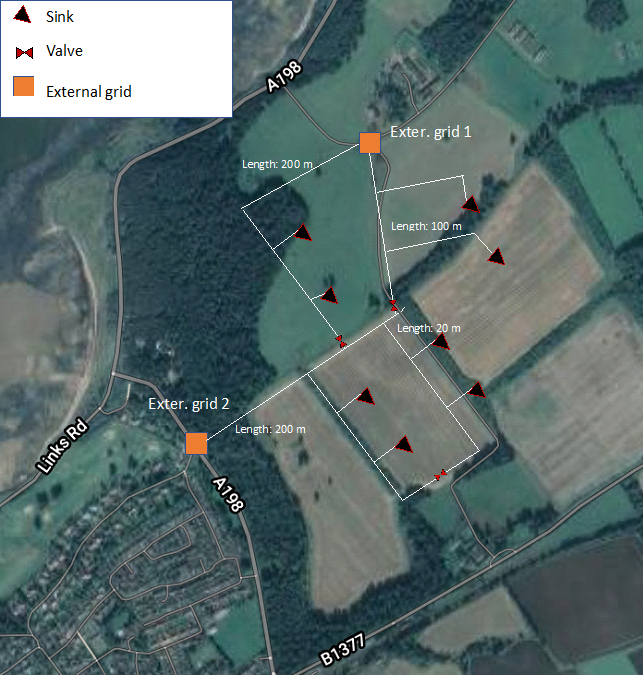 Sink
Valve
External grid
A198
Exter. grid 1
Length: 200 m
Length: 100 m
Length: 20 m
Exter. grid 2
Length: 200 m
Links Rd
A198
B1377